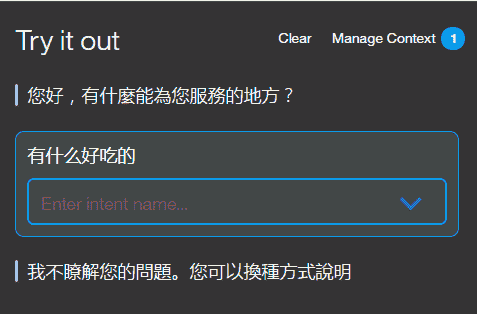 Try it out
Clear
Manage Context 1
您好，有什麼能為您服務的地方？
有什么好吃的
Enter intent name...
我不瞭解您的問題。您可以換種方式說明